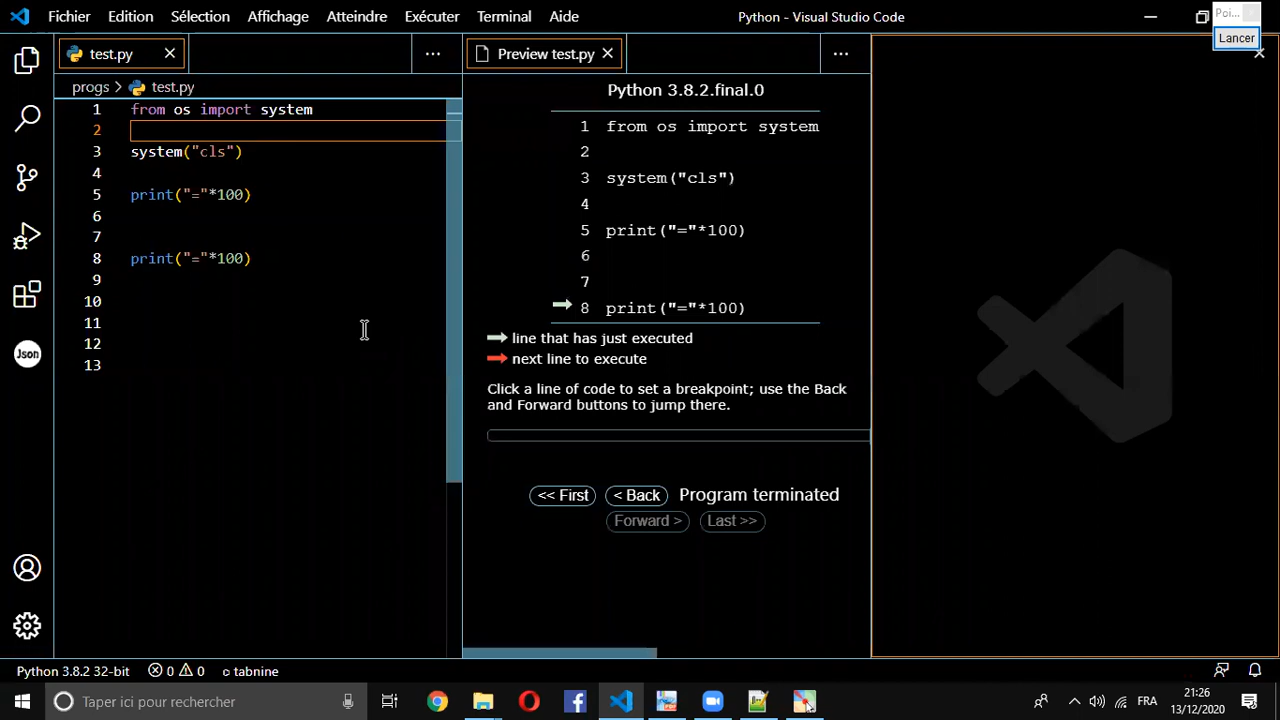 Fichier Edition Sélection Affichage Atteindre Exécuter Terminal Aide Python - Visual Studio Code
Poi...
Lancer
test.py
Preview test.py
progs > test.py
1 from os import system
2
3 system("cls")
4
5 print("="*100)
6
7
8 print("="*100)
9
10
11
12
13
Json
Python 3.8.2.final.0
1 from os import system
2
3 system("cls")
4
5 print("="*100)
6
7
8 print("="*100)
line that has just executed
next line to execute
Click a line of code to set a breakpoint; use the Back
and Forward buttons to jump there.
<< First < Back Program terminated
Forward > Last >>
Python 3.8.2 32-bit 0 0 tabnine
Taper ici pour rechercher
FRA
21:26
13/12/2020